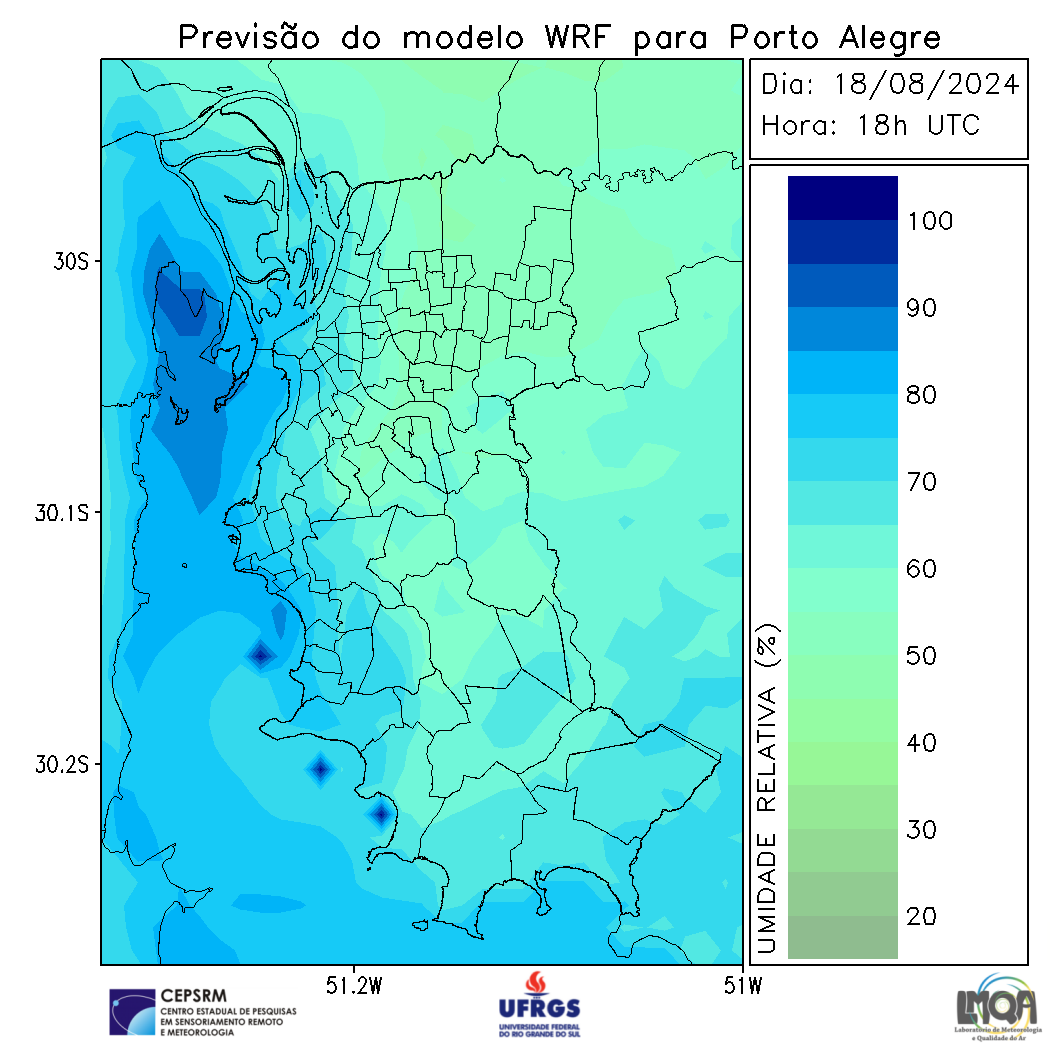 Previsão do modelo WRF para Porto Alegre
Dia: 18/08/2024
Hora: 18h UTC
30S
30.1S
30.2S
51.2W
51W
UMIDADE RELATIVA (%)
100
90
80
70
60
50
40
30
20
CEPSRM
CENTRO ESTADUAL DE PESQUISAS
EM SENSORIAMENTO REMOTO
E METEOROLOGIA
UFRGS
UNIVERSIDADE FEDERAL
DO RIO GRANDE DO SUL
LMQA
Laboratório de Meteorologia
e Qualidade do Ar